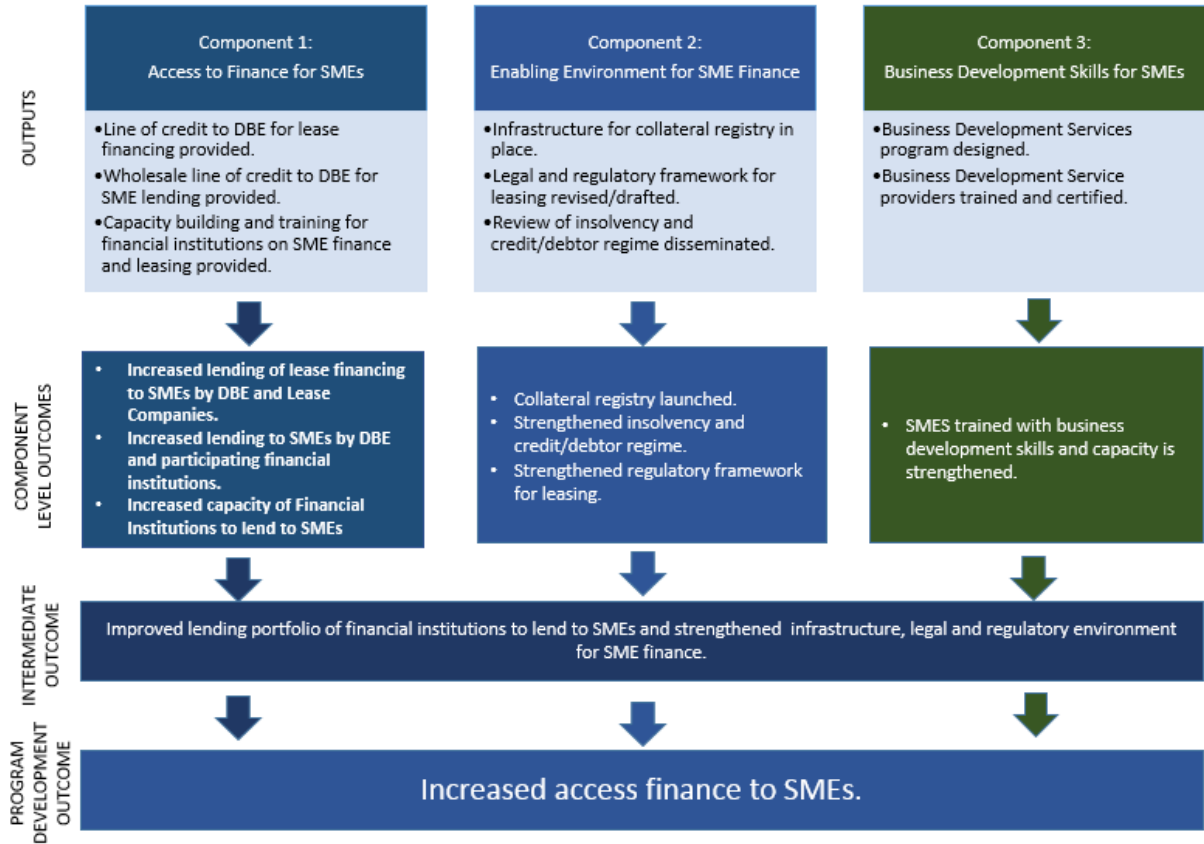 OUTPUTS
Component 1:
Access to Finance for SMEs
•Line of credit to DBE for lease
financing provided.
•Wholesale line of credit to DBE for
SME lending provided.
•Capacity building and training for
financial institutions on SME finance
and leasing provided.
Component 2:
Enabling Environment for SME Finance
•Infrastructure for collateral registry in
place.
•Legal and regulatory framework for
leasing revised/drafted.
•Review of insolvency and
credit/debtor regime disseminated.
Component 3:
Business Development Skills for SMEs
•Business Development Services
program designed.
•Business Development Service
providers trained and certified.
COMPONENT
LEVEL OUTCOMES
• Increased lending of lease financing
to SMEs by DBE and Lease
Companies.
• Increased lending to SMEs by DBE
and participating financial
institutions.
• Increased capacity of Financial
Institutions to lend to SMEs
• Collateral registry launched.
• Strengthened insolvency and
credit/debtor regime.
• Strengthened regulatory framework
for leasing.
• SMES trained with business
development skills and capacity is
strengthened.
INTERMEDIATE
OUTCOME
Improved lending portfolio of financial institutions to lend to SMEs and strengthened infrastructure, legal and regulatory environment
for SME finance.
PROGRAM
DEVELOPMENT
OUTCOME
Increased access finance to SMEs.